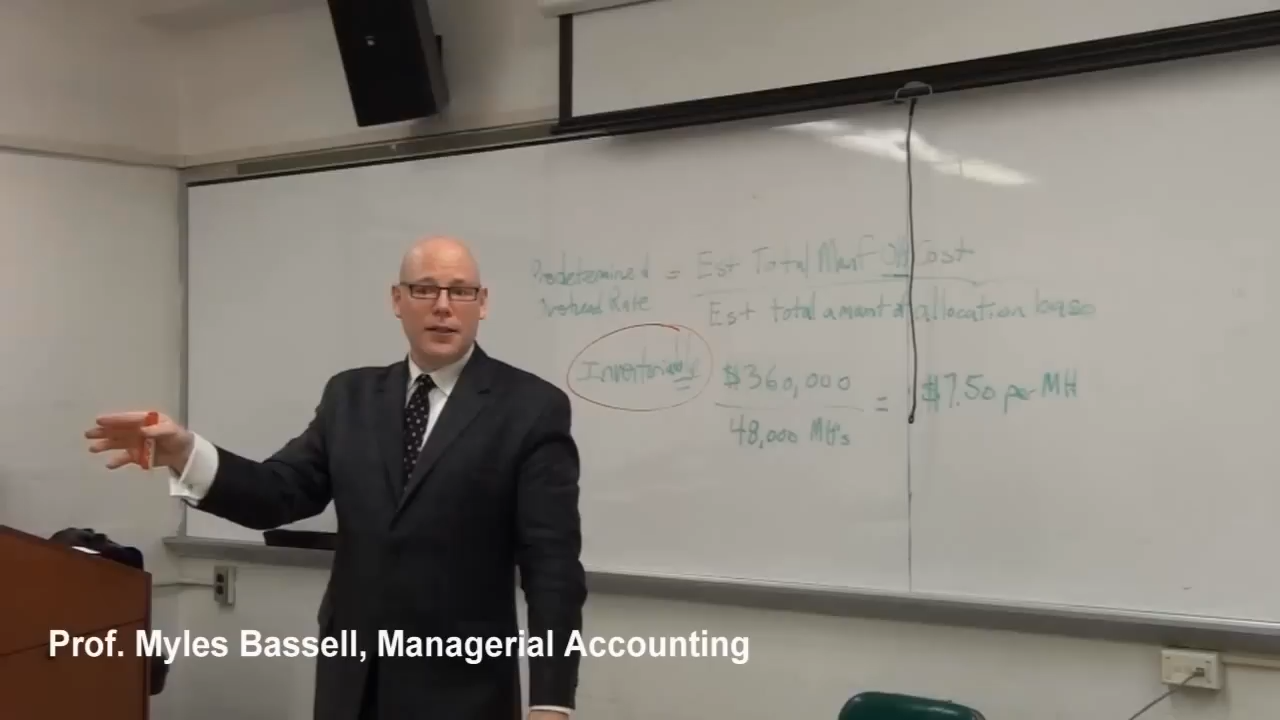 Predetermined = Est Total Manf OH Cost
Overhead Rate Est total amount of allocation base
Inventoriable $360,000 = $7.50 per MH
48,000 MH's
Prof. Myles Bassell, Managerial Accounting